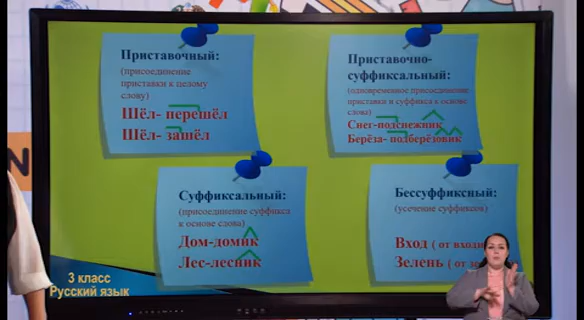 Приставочный:
(присоединение
приставки к целому
слову)
Шёл- перешёл
Шёл- зашёл
Приставочно-
суффиксальный:
(одновременное присоединение
приставки и суффикса к основе
слова)
Снег-подснежник
Берёза- подберёзовик
Суффиксальный:
(присоединение суффикса
к основе слова)
Дом-домик
Лес-лесник
Бессуффиксный:
(усечение суффиксом)
Вход ( от
Зелень ( от
3 класс
Русский язык
N